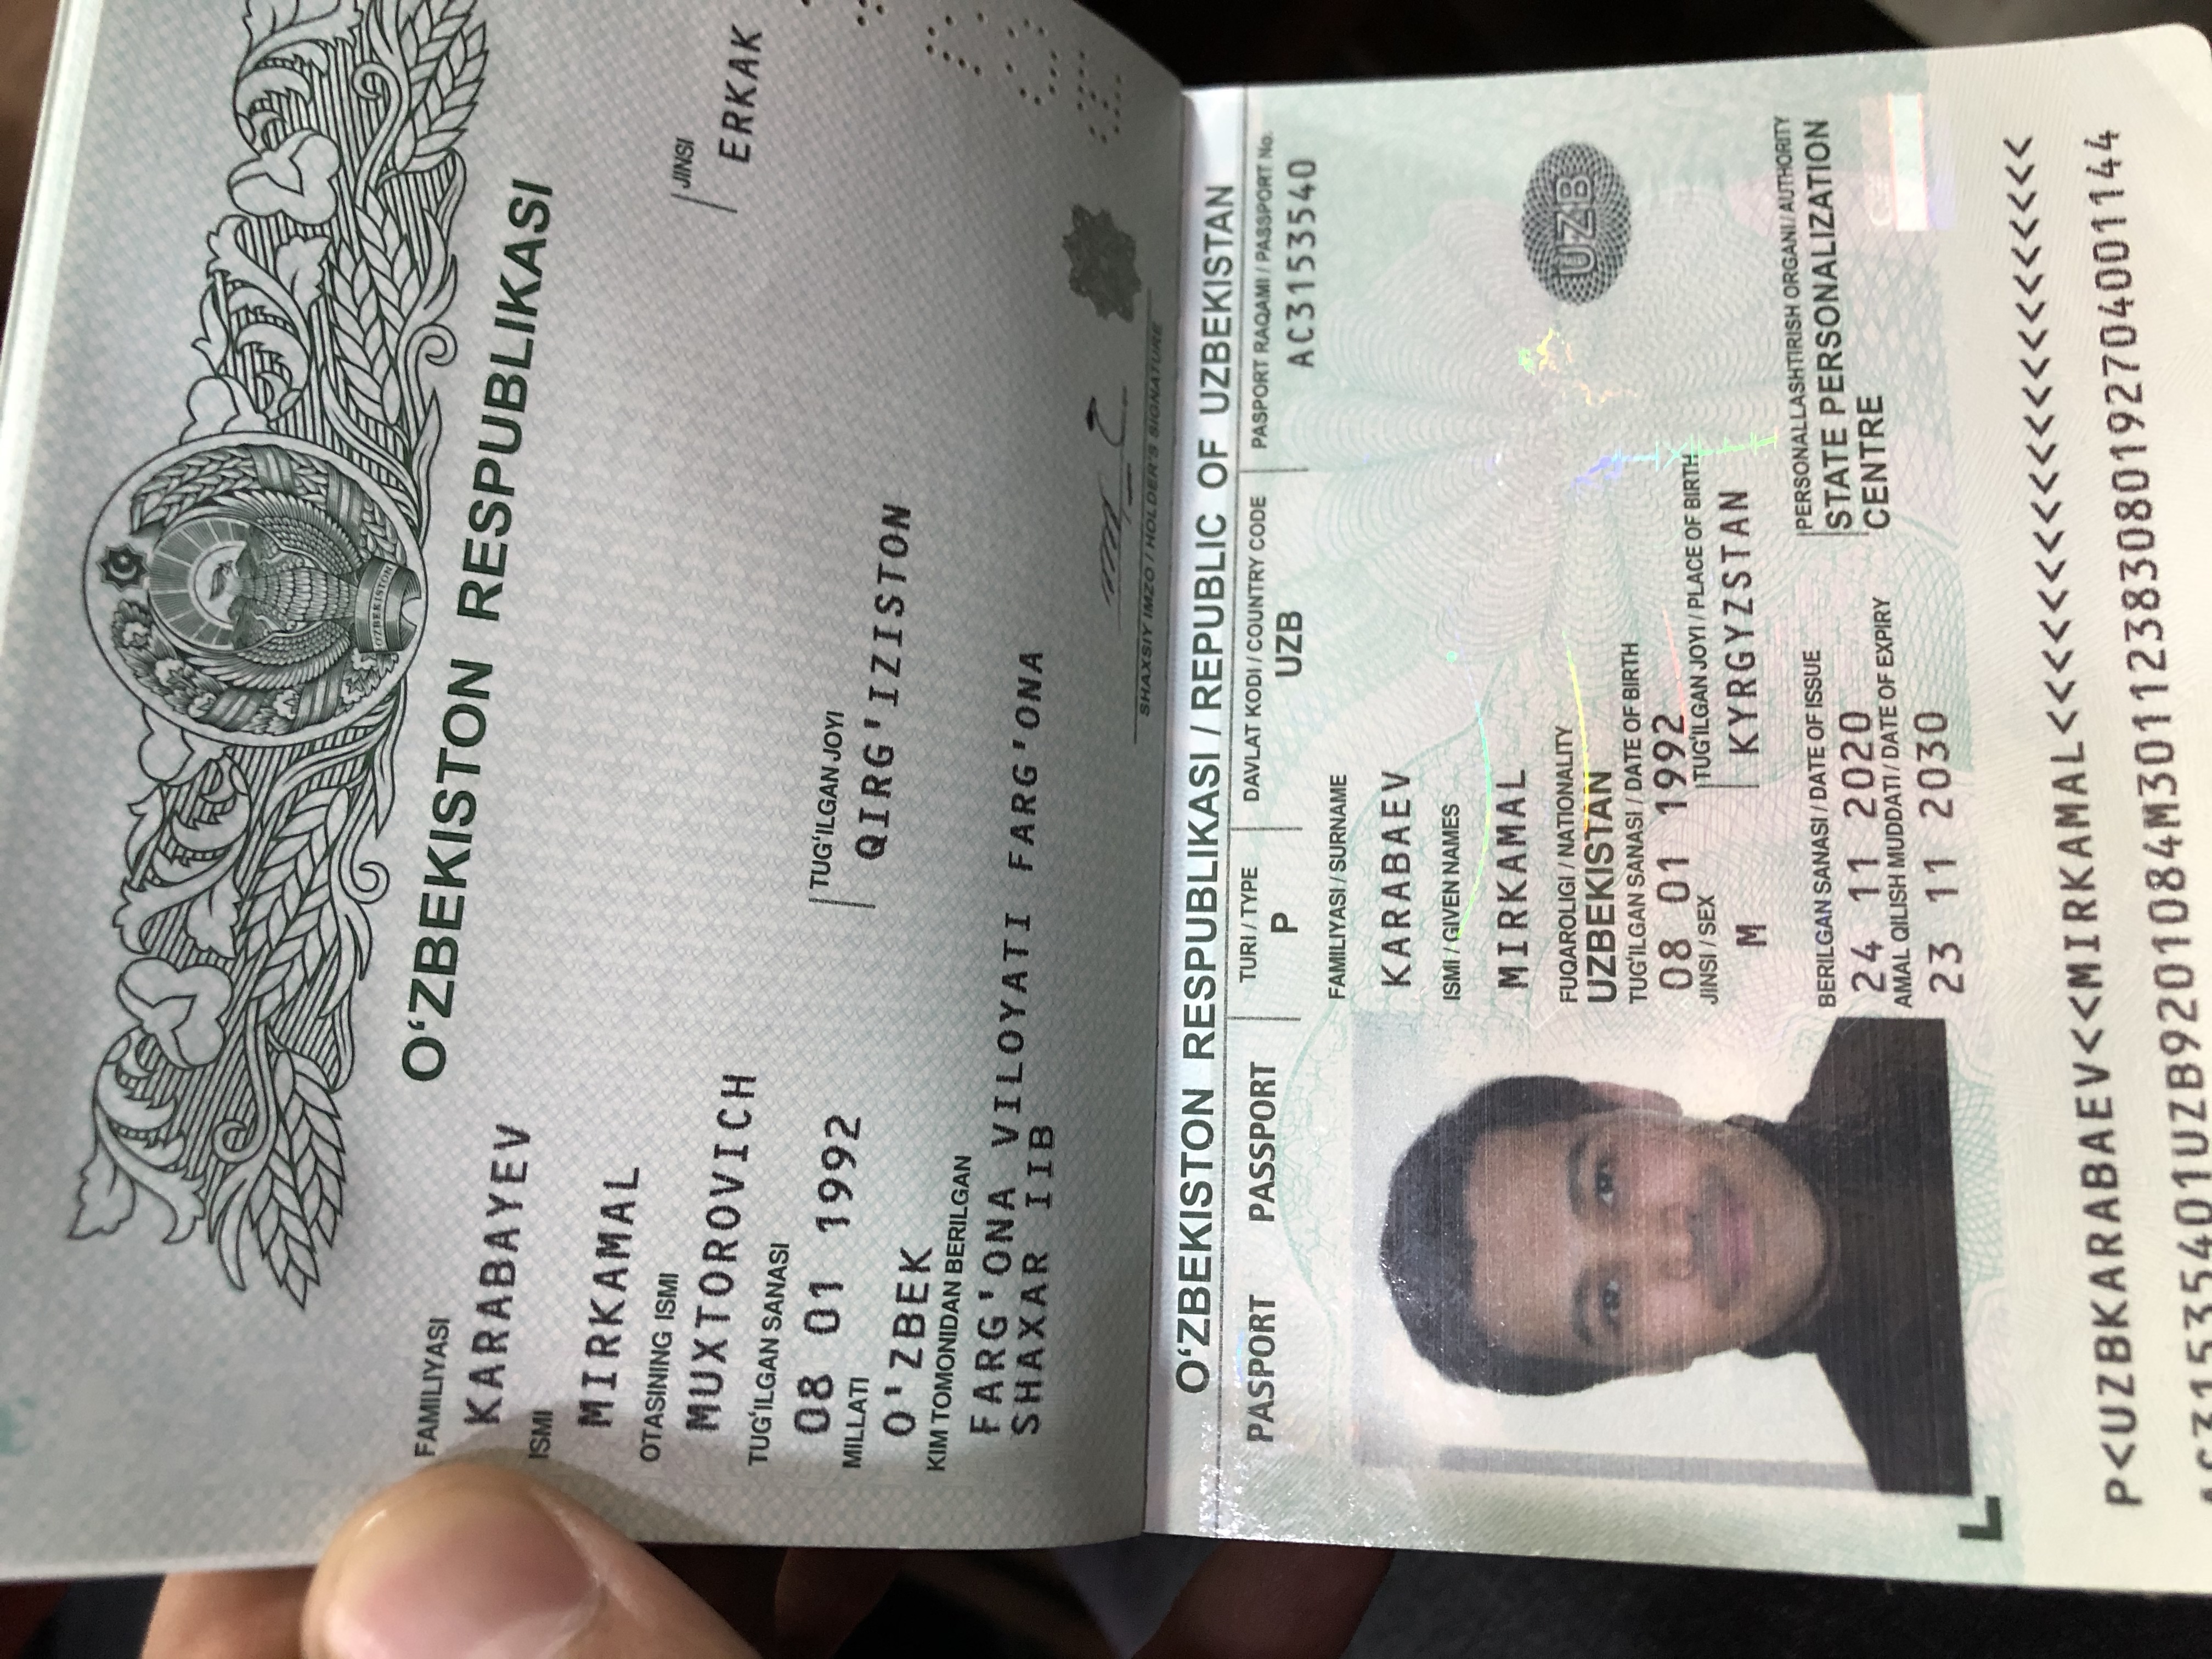 O'ZBEKISTON
O‘ZBEKISTON RESPUBLIKASI
FAMILIYASI
KARABAYEV
ISMI
MIRKAMAL
OTASINING ISMI
MUXTOROVICH
JINSI
ERKAK
TUG‘ILGAN SANASI
08 01 1992
TUG‘ILGAN JOYI
QIRG'IZISTON
MILLATI
O'ZBEK
KIM TOMONIDAN BERILGAN
FARG'ONA VILOYATI FARG'ONA
SHAXAR IIB
SHAXSIY IMZO / HOLDER'S SIGNATURE
O‘ZBEKISTON RESPUBLIKASI / REPUBLIC OF UZBEKISTAN
PASPORT PASSPORT
TURI / TYPE
P
DAVLAT KODI / COUNTRY CODE
UZB
PASPORT RAQAMI / PASSPORT No.
AC3153540
FAMILIYASI / SURNAME
KARABAEV
ISMI / GIVEN NAMES
MIRKAMAL
FUQAROLIGI / NATIONALITY
UZBEKISTAN
UZB
TUG‘ILGAN SANASI / DATE OF BIRTH
08 01 1992
JINSI / SEX
M
TUG‘ILGAN JOYI / PLACE OF BIRTH
KYRGYZSTAN
BERILGAN SANASI / DATE OF ISSUE
24 11 2020
PERSONALLASHTIRISH ORGANI / AUTHORITY
STATE PERSONALIZATION
CENTRE
AMAL QILISH MUDDATI / DATE OF EXPIRY
23 11 2030
P<UZBKARABAEV<<MIRKAMAL<<<<<<<<<<<<<<<<<<<<<
AC31535401UZB9201084M30112383080192704001144